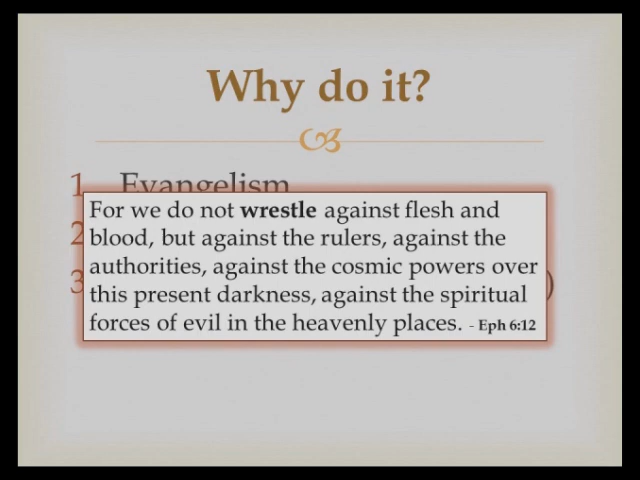 Why do it?
1. Evangelism
2
3 )
For we do not wrestle against flesh and
blood, but against the rulers, against the
authorities, against the cosmic powers over
this present darkness, against the spiritual
forces of evil in the heavenly places. - Eph 6:12